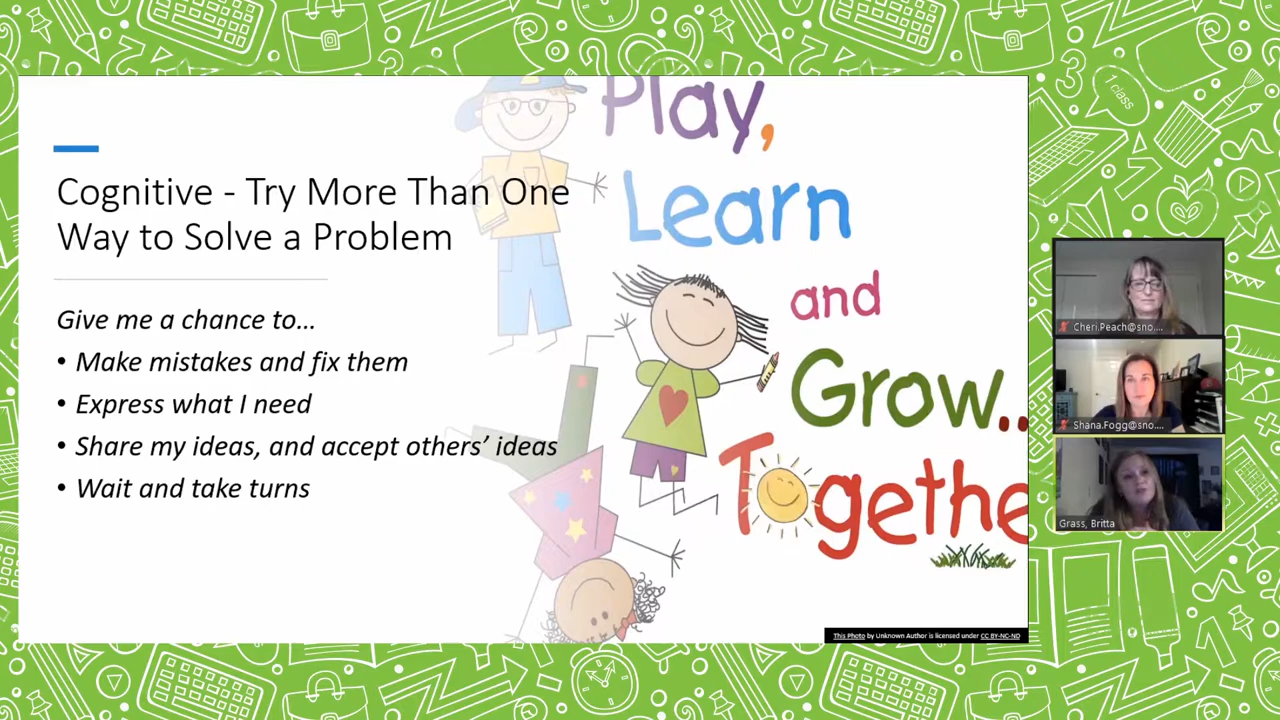 Cognitive - Try More Than One
Way to Solve a Problem
Give me a chance to...
• Make mistakes and fix them
• Express what I need
• Share my ideas, and accept others’ ideas
• Wait and take turns
Play,
Learn
and
Grow..
Togethe
This Photo by Unknown Author is licensed under CC BY-NC-ND
1 class
Cheri.Peach@sno....
Shana.Fogg@sno....
Grass, Britta